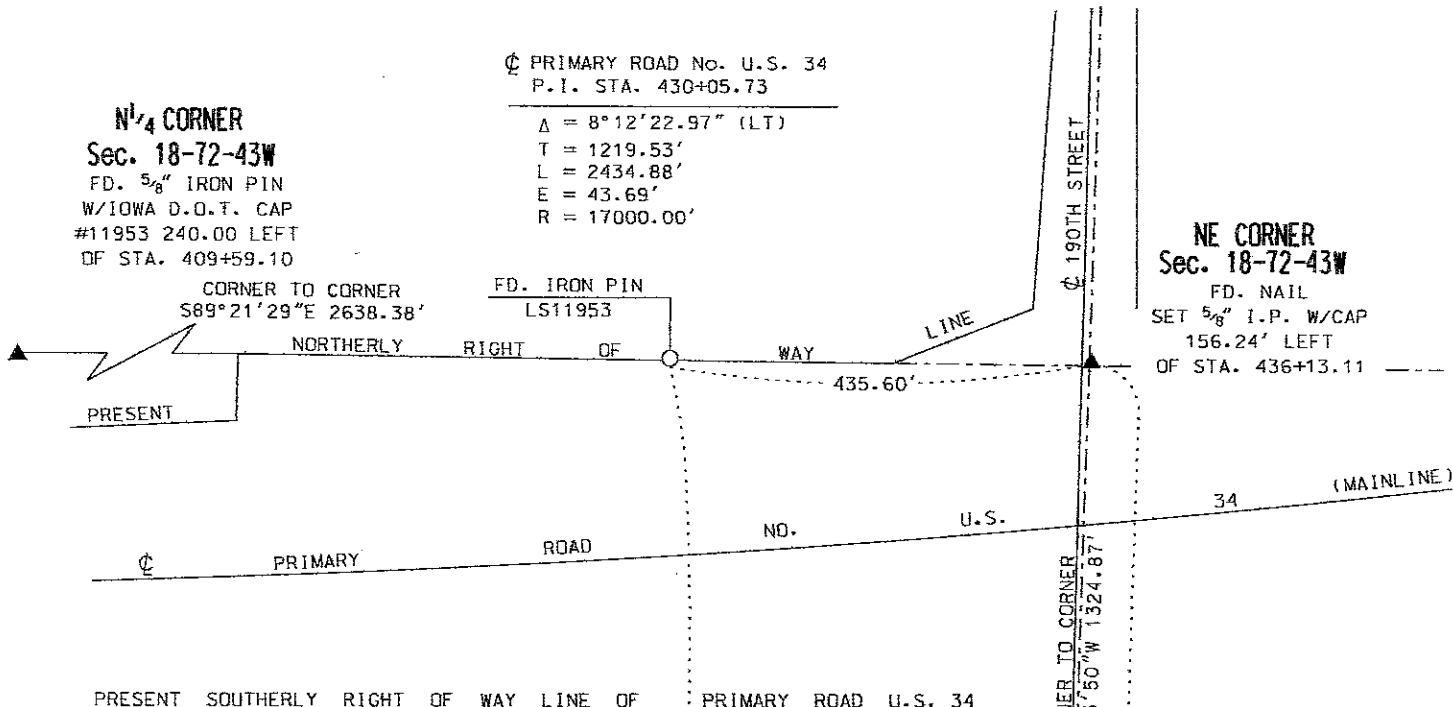 ℄ PRIMARY ROAD No. U.S. 34
P.I. STA. 430+05.73
Δ = 8°12'22.97" (LT)
T = 1219.53'
L = 2434.88'
E = 43.69'
R = 17000.00'
N1/4 CORNER
Sec. 18-72-43W
FD. 5/8" IRON PIN
W/IOWA D.O.T. CAP
#11953 240.00 LEFT
OF STA. 409+59.10
CORNER TO CORNER
S89°21'29"E 2638.38'
FD. IRON PIN
LS11953
℄ 190TH STREET
NE CORNER
Sec. 18-72-43W
FD. NAIL
SET 5/8" I.P. W/CAP
156.24' LEFT
OF STA. 436+13.11
PRESENT NORTHERLY RIGHT OF WAY LINE
435.60'
℄ PRIMARY ROAD NO. U.S. 34 (MAINLINE)
TO CORNER
'50"W 1324.87'
PRESENT SOUTHERLY RIGHT OF WAY LINE OF PRIMARY ROAD U.S. 34